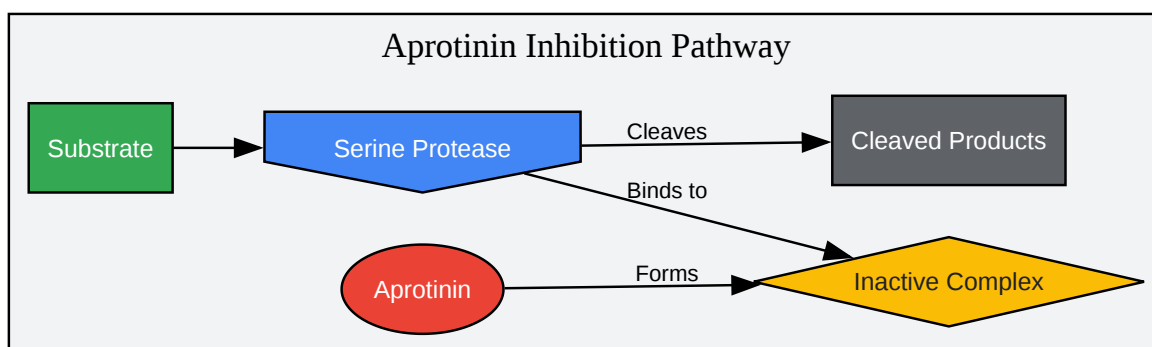 Aprotinin Inhibition Pathway
Substrate
Serine Protease
Cleaves
Cleaved Products
Binds to
Aprotinin
Forms
Inactive Complex